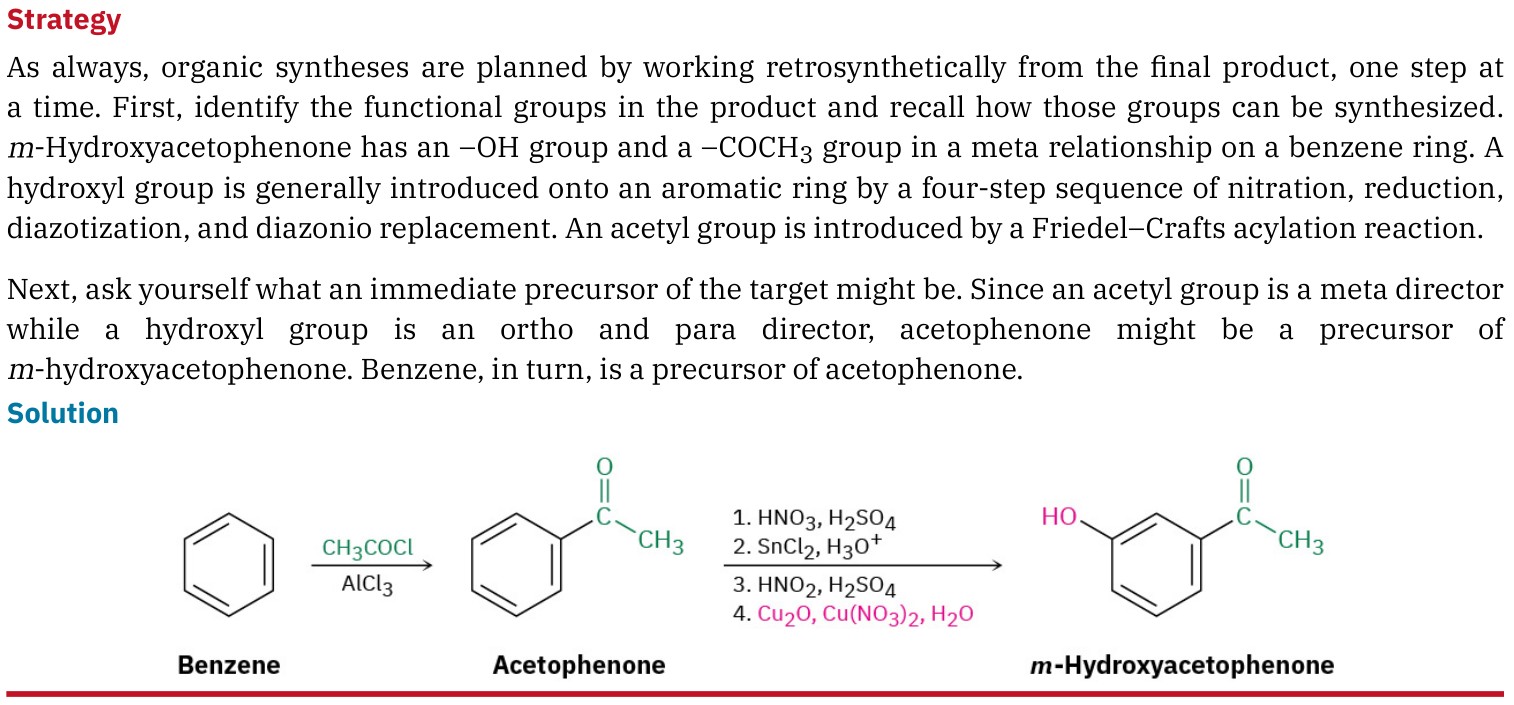 Strategy
As always, organic syntheses are planned by working retrosynthetically from the final product, one step at
a time. First, identify the functional groups in the product and recall how those groups can be synthesized.
m-Hydroxyacetophenone has an –OH group and a –COCH₃ group in a meta relationship on a benzene ring. A
hydroxyl group is generally introduced onto an aromatic ring by a four-step sequence of nitration, reduction,
diazotization, and diazonio replacement. An acetyl group is introduced by a Friedel–Crafts acylation reaction.
Next, ask yourself what an immediate precursor of the target might be. Since an acetyl group is a meta director
while a hydroxyl group is an ortho and para director, acetophenone might be a precursor of
m-hydroxyacetophenone. Benzene, in turn, is a precursor of acetophenone.
Solution
CH₃COCl
AlCl₃
O
C
CH₃
1. HNO₃, H₂SO₄
2. SnCl₂, H₃O⁺
3. HNO₂, H₂SO₄
4. Cu₂O, Cu(NO₃)₂, H₂O
HO
O
C
CH₃
Benzene
Acetophenone
m-Hydroxyacetophenone